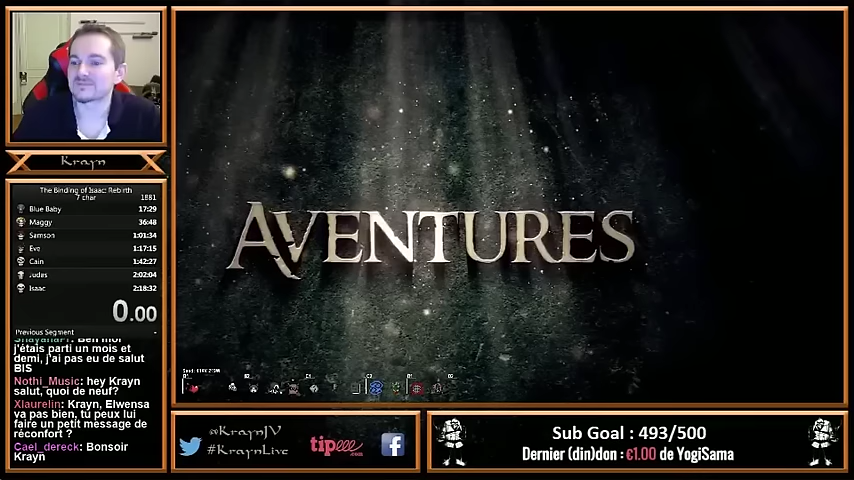 Krayn
The Binding of Isaac: Rebirth
7 char 1881
Blue Baby 17:29
Maggy 36:48
Samson 1:01:34
Eve 1:17:15
Cain 1:42:27
Judas 2:02:04
Isaac 2:18:32
0.00
Previous Segment -
j'étais parti un mois et
demi, j'ai pas eu de salut
BIS
Nothi_Music: hey Krayn
salut, quoi de neuf?
Xlaurelin: Krayn, Elwensa
va pas bien, tu peux lui
faire un petit message de
réconfort ?
Cael_dereck: Bonsoir
Krayn
AVENTURES
@KraynJV
#KraynLive
tipeee
.com
Sub Goal : 493/500
Dernier (din)don : €1.00 de YogiSama